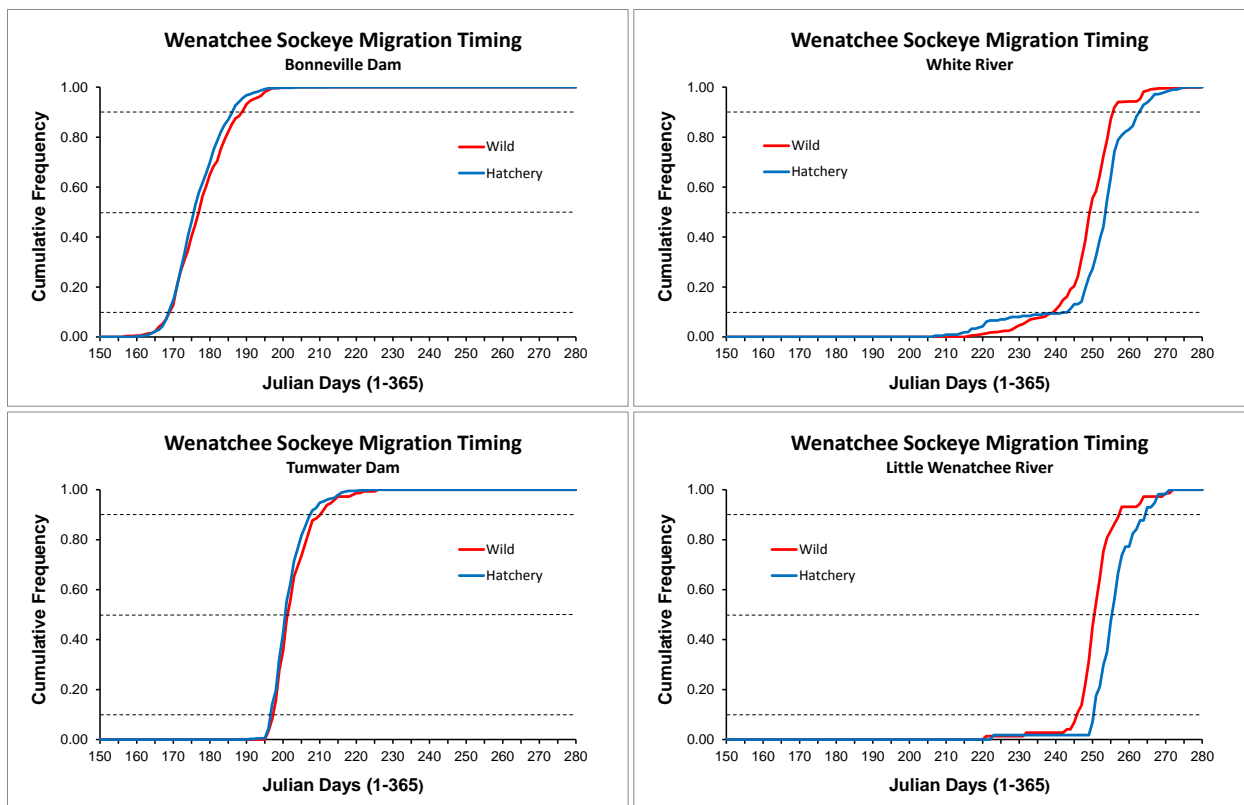 Wenatchee Sockeye Migration Timing
Bonneville Dam
1.00
0.80
0.60
0.40
0.20
0.00
Cumulative Frequency
Wild
Hatchery
150 160 170 180 190 200 210 220 230 240 250 260 270 280
Julian Days (1-365)
Wenatchee Sockeye Migration Timing
White River
1.00
0.80
0.60
0.40
0.20
0.00
Cumulative Frequency
Wild
Hatchery
150 160 170 180 190 200 210 220 230 240 250 260 270 280
Julian Days (1-365)
Wenatchee Sockeye Migration Timing
Tumwater Dam
1.00
0.80
0.60
0.40
0.20
0.00
Cumulative Frequency
Wild
Hatchery
150 160 170 180 190 200 210 220 230 240 250 260 270 280
Julian Days (1-365)
Wenatchee Sockeye Migration Timing
Little Wenatchee River
1.00
0.80
0.60
0.40
0.20
0.00
Cumulative Frequency
Wild
Hatchery
150 160 170 180 190 200 210 220 230 240 250 260 270 280
Julian Days (1-365)